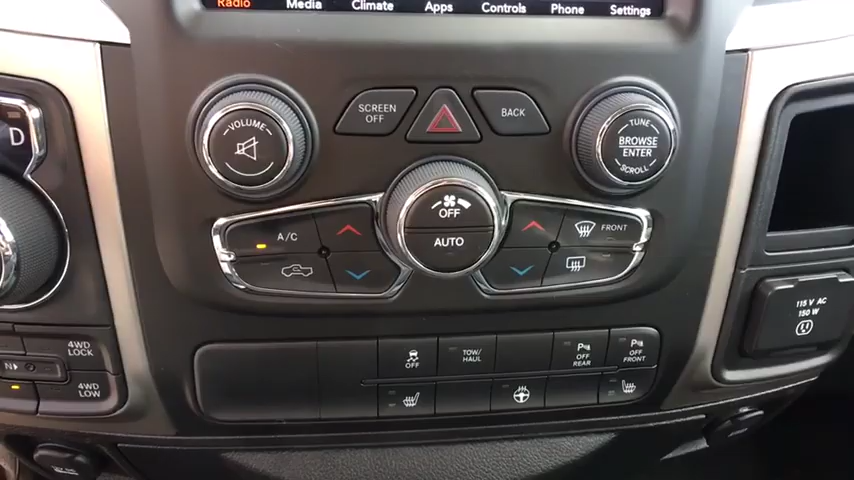 Radio Media Climate Apps Controls Phone Settings
D
VOLUME
SCREEN OFF
BACK
TUNE
BROWSE
ENTER
SCROLL
OFF
AUTO
A/C
FRONT
115 V AC
150 W
4WD
LOCK
N
4WD
LOW
OFF
TOW/
HAUL
P
OFF
REAR
P
OFF
FRONT